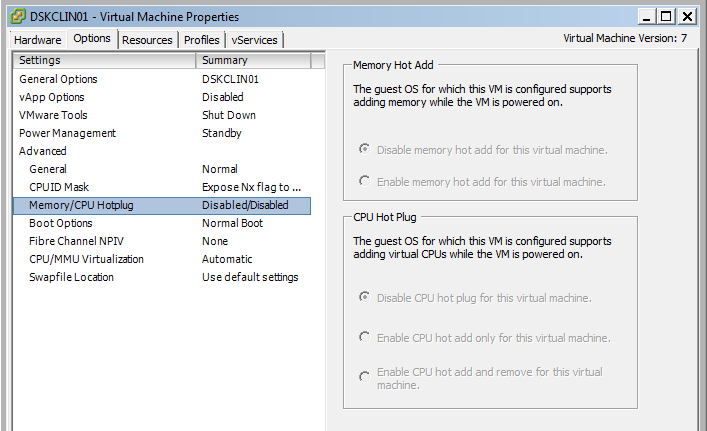 DSKCLIN01 - Virtual Machine Properties
Hardware Options Resources Profiles vServices Virtual Machine Version: 7
Settings Summary
General Options DSKCLIN01
vApp Options Disabled
VMware Tools Shut Down
Power Management Standby
Advanced
General Normal
CPUID Mask Expose Nx flag to ...
Memory/CPU Hotplug Disabled/Disabled
Boot Options Normal Boot
Fibre Channel NPIV None
CPU/MMU Virtualization Automatic
Swapfile Location Use default settings
Memory Hot Add
The guest OS for which this VM is configured supports
adding memory while the VM is powered on.
Disable memory hot add for this virtual machine.
Enable memory hot add for this virtual machine.
CPU Hot Plug
The guest OS for which this VM is configured supports
adding virtual CPUs while the VM is powered on.
Disable CPU hot plug for this virtual machine.
Enable CPU hot add only for this virtual machine.
Enable CPU hot add and remove for this virtual
machine.